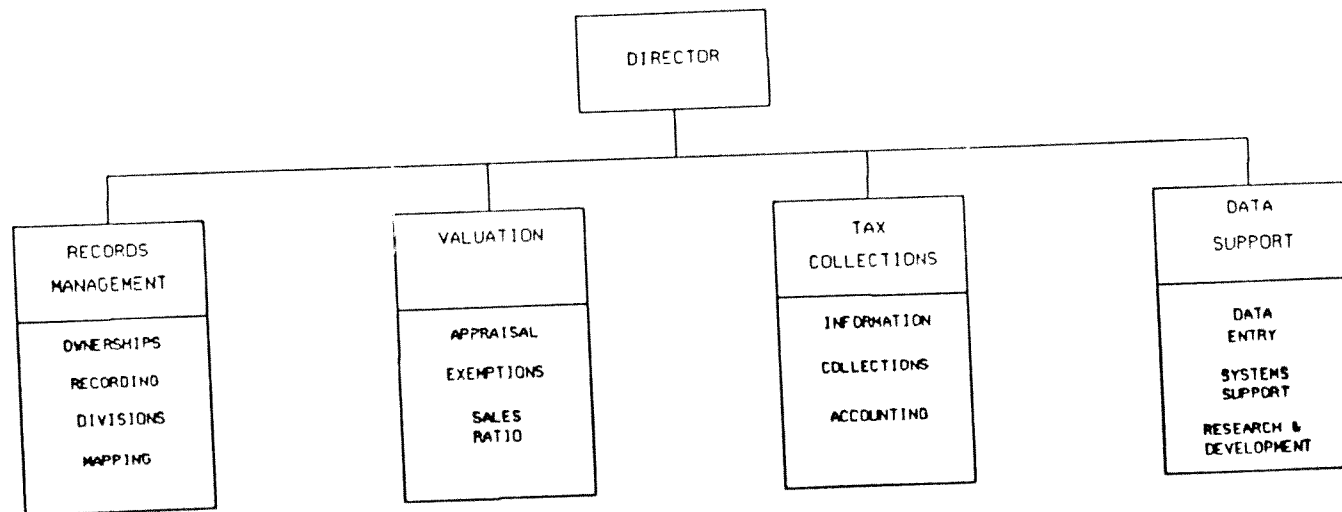 DIRECTOR
RECORDS
MANAGEMENT
OWNERSHIPS
RECORDING
DIVISIONS
MAPPING
VALUATION
APPRAISAL
EXEMPTIONS
SALES
RATIO
TAX
COLLECTIONS
INFORMATION
COLLECTIONS
ACCOUNTING
DATA
SUPPORT
DATA
ENTRY
SYSTEMS
SUPPORT
RESEARCH &
DEVELOPMENT